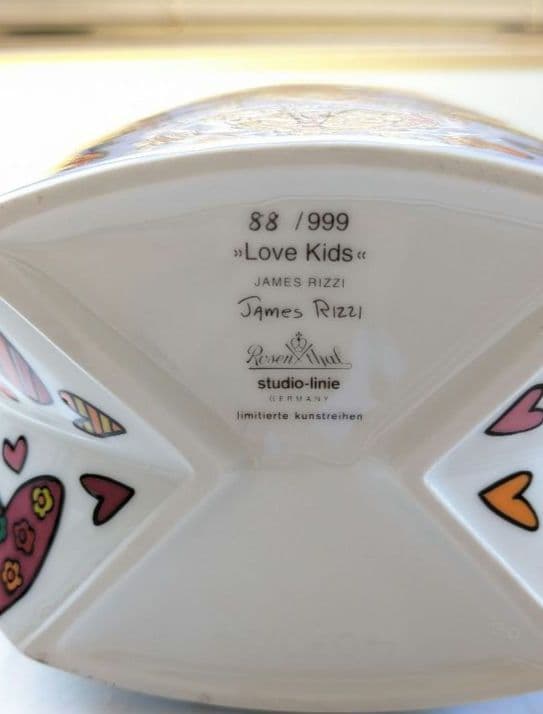 88 /999
»Love Kids«
JAMES RIZZI
James Rizzi
Rosenthal
studio-linie
GERMANY
limitierte kunstreihen